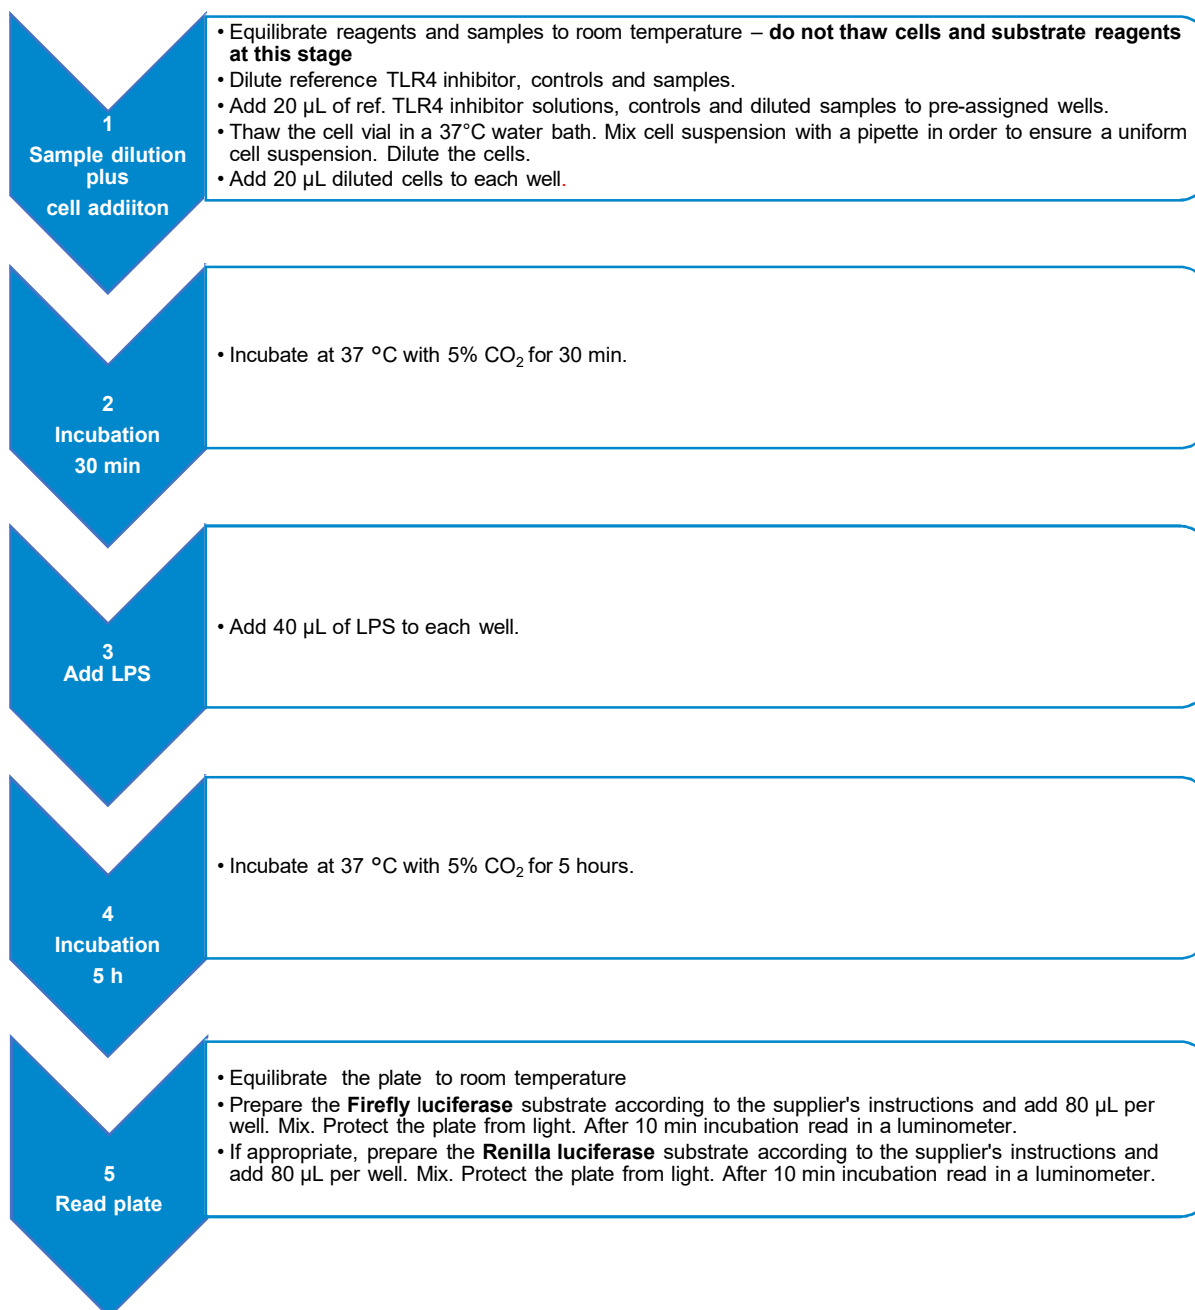 1
Sample dilution
plus
cell addiiton
• Equilibrate reagents and samples to room temperature – do not thaw cells and substrate reagents
at this stage
• Dilute reference TLR4 inhibitor, controls and samples.
• Add 20 µL of ref. TLR4 inhibitor solutions, controls and diluted samples to pre-assigned wells.
• Thaw the cell vial in a 37°C water bath. Mix cell suspension with a pipette in order to ensure a uniform
cell suspension. Dilute the cells.
• Add 20 µL diluted cells to each well.
2
Incubation
30 min
• Incubate at 37 °C with 5% CO₂ for 30 min.
3
Add LPS
• Add 40 µL of LPS to each well.
4
Incubation
5 h
• Incubate at 37 °C with 5% CO₂ for 5 hours.
5
Read plate
• Equilibrate the plate to room temperature
• Prepare the Firefly luciferase substrate according to the supplier's instructions and add 80 µL per
well. Mix. Protect the plate from light. After 10 min incubation read in a luminometer.
• If appropriate, prepare the Renilla luciferase substrate according to the supplier's instructions and
add 80 µL per well. Mix. Protect the plate from light. After 10 min incubation read in a luminometer.